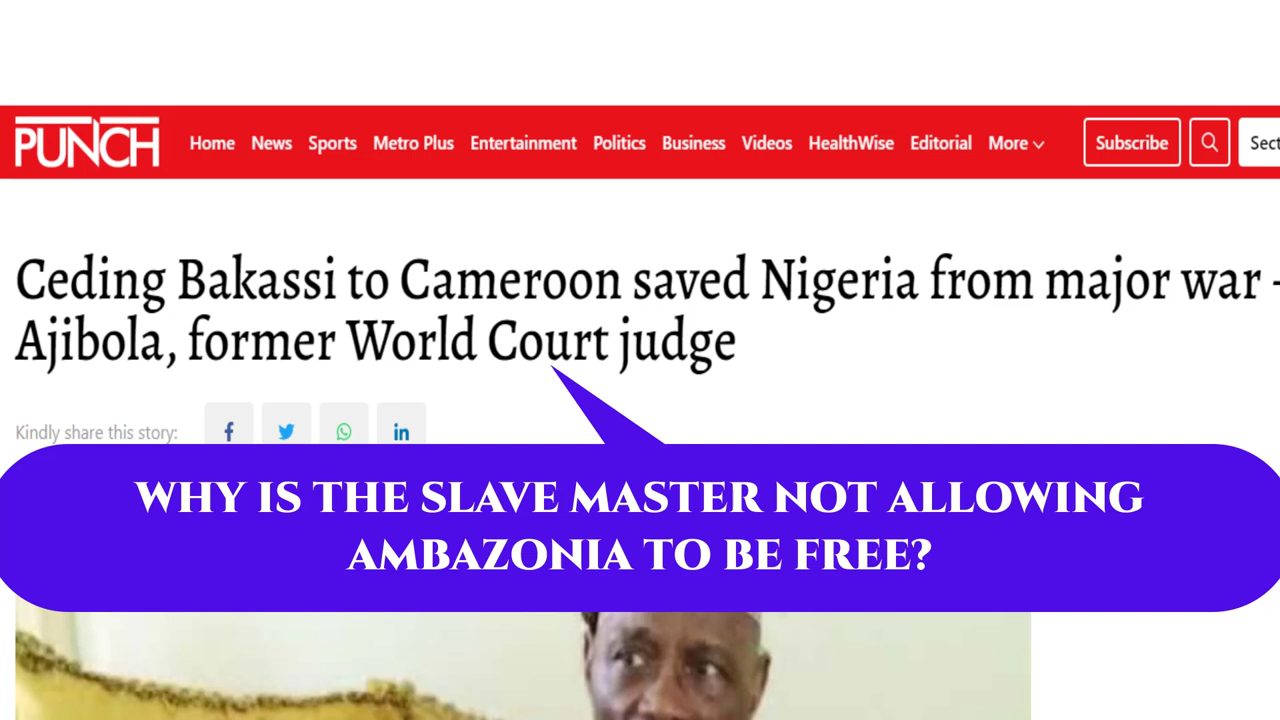 PUNCH Home News Sports Metro Plus Entertainment Politics Business Videos HealthWise Editorial More Subscribe
Ceding Bakassi to Cameroon saved Nigeria from major war -
Ajibola, former World Court judge
Kindly share this story: f in
WHY IS THE SLAVE MASTER NOT ALLOWING
AMBAZONIA TO BE FREE?